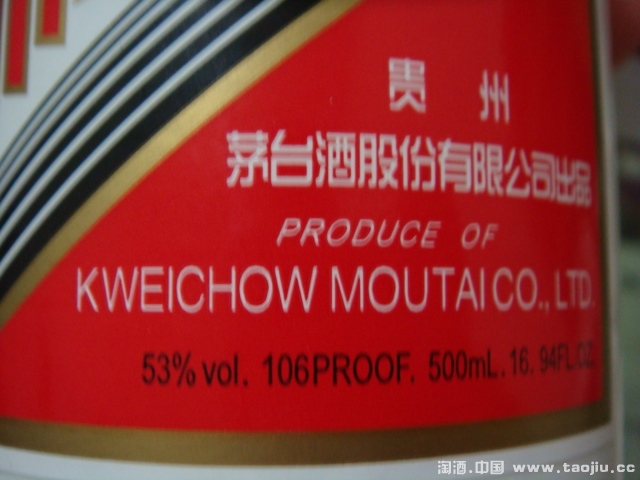 贵 州
茅台酒股份有限公司出品
PRODUCE OF
KWEICHOW MOUTAI CO., LTD.
53% vol. 106PROOF. 500mL. 16. 94FL.OZ.
淘酒.中国 www.taojiu.cc